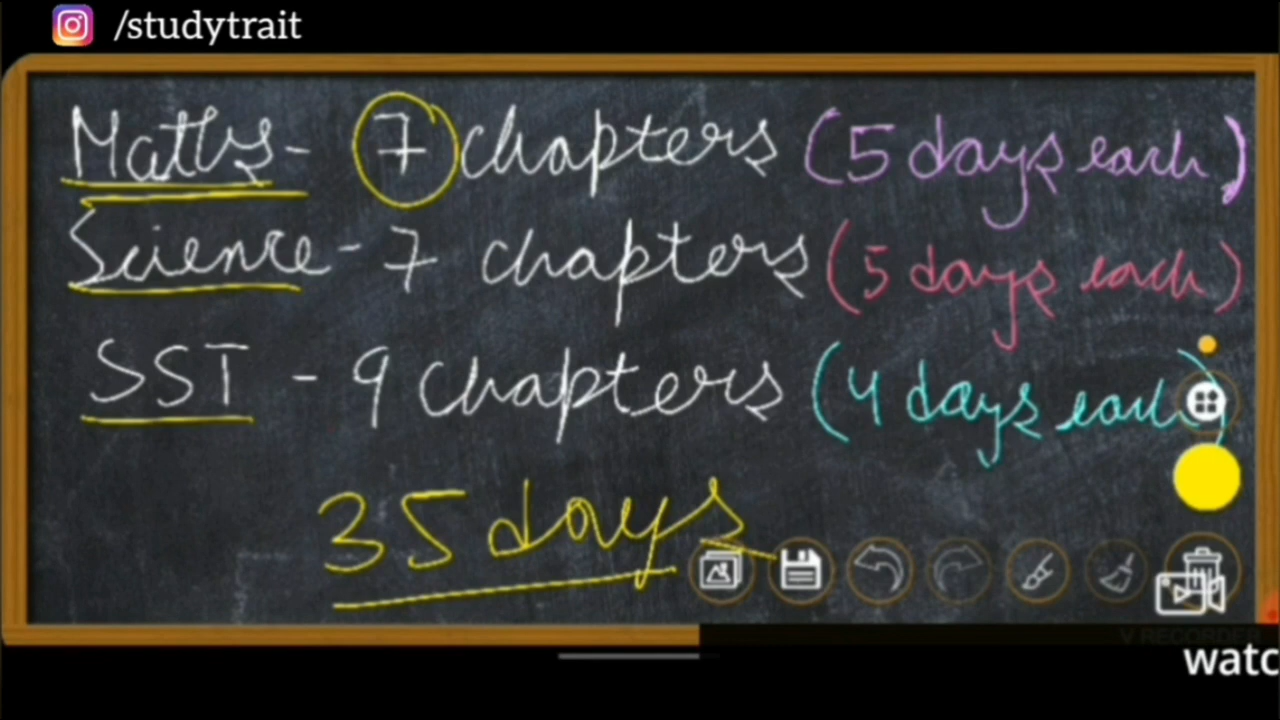 /studytrait
Maths - 7 chapters (5 days each)
Science - 7 chapters (5 days each)
SST - 9 chapters (4 days each)
35 days
V RECORDER
watc